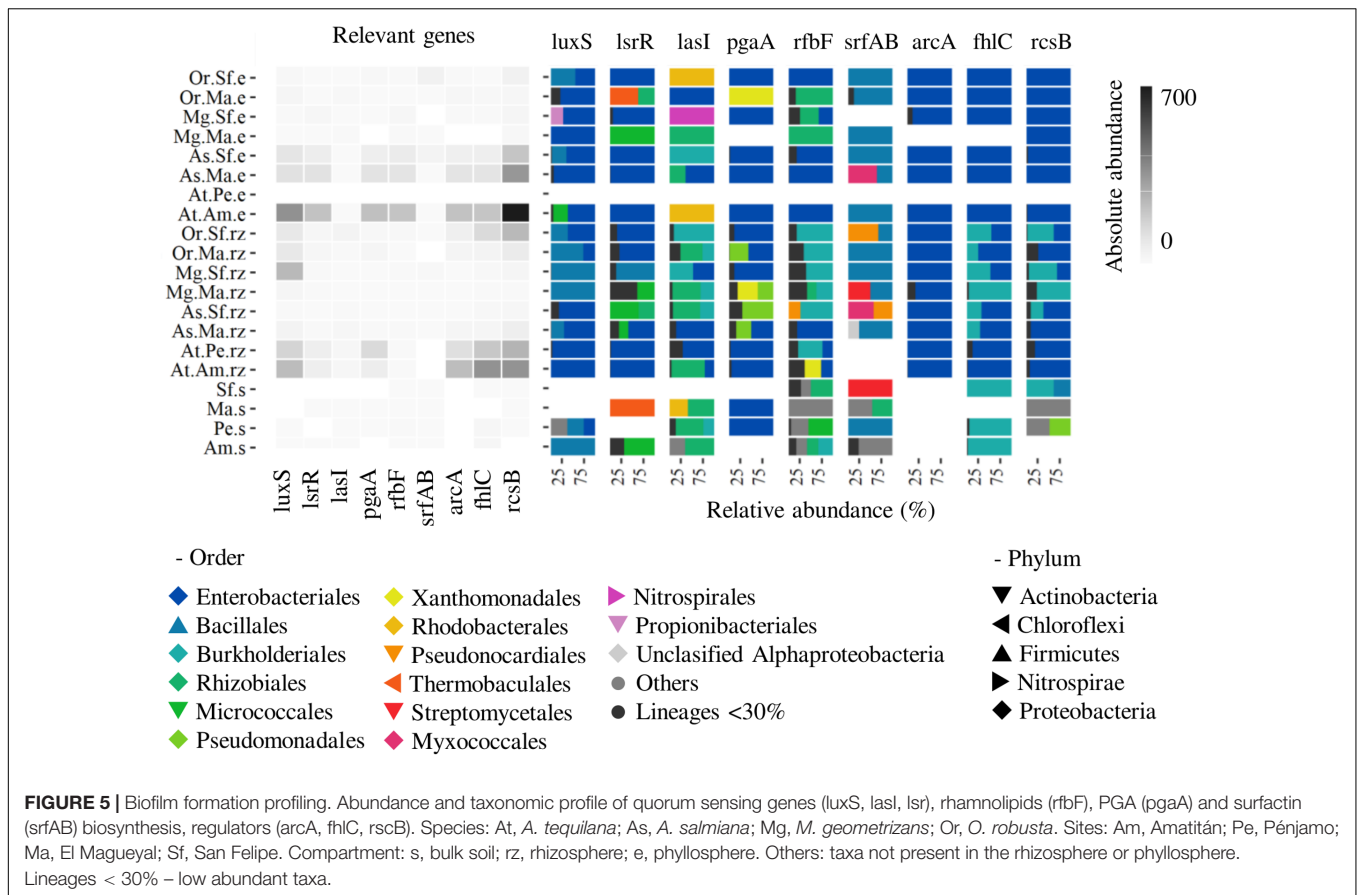 Relevant genes
luxS lsrR lasI pgaA rfbF srfAB arcA fhlC rcsB
Or.Sf.e -
Or.Ma.e -
Mg.Sf.e -
Mg.Ma.e -
As.Sf.e -
As.Ma.e -
At.Pe.e -
At.Am.e -
Or.Sf.rz -
Or.Ma.rz -
Mg.Sf.rz -
Mg.Ma.rz -
As.Sf.rz -
As.Ma.rz -
At.Pe.rz -
At.Am.rz -
Sf.s -
Ma.s -
Pe.s -
Am.s -
700
Absolute abundance
0
luxS lsrR lasI pgaA rfbF srfAB arcA fhlC rcsB
25 75 25 75 25 75 25 75 25 75 25 75 25 75 25 75 25 75
Relative abundance (%)
- Order
Enterobacteriales
Bacillales
Burkholderiales
Rhizobiales
Micrococcales
Pseudomonadales
Xanthomonadales
Rhodobacterales
Pseudonocardiales
Thermobaculales
Streptomycetales
Myxococcales
Nitrospirales
Propionibacteriales
Unclasified Alphaproteobacteria
Others
Lineages <30%
- Phylum
Actinobacteria
Chloroflexi
Firmicutes
Nitrospirae
Proteobacteria
FIGURE 5 | Biofilm formation profiling. Abundance and taxonomic profile of quorum sensing genes (luxS, lasI, lsr), rhamnolipids (rfbF), PGA (pgaA) and surfactin
(srfAB) biosynthesis, regulators (arcA, fhlC, rscB). Species: At, A. tequilana; As, A. salmiana; Mg, M. geometrizans; Or, O. robusta. Sites: Am, Amatitán; Pe, Pénjamo;
Ma, El Magueyal; Sf, San Felipe. Compartment: s, bulk soil; rz, rhizosphere; e, phyllosphere. Others: taxa not present in the rhizosphere or phyllosphere.
Lineages < 30% – low abundant taxa.